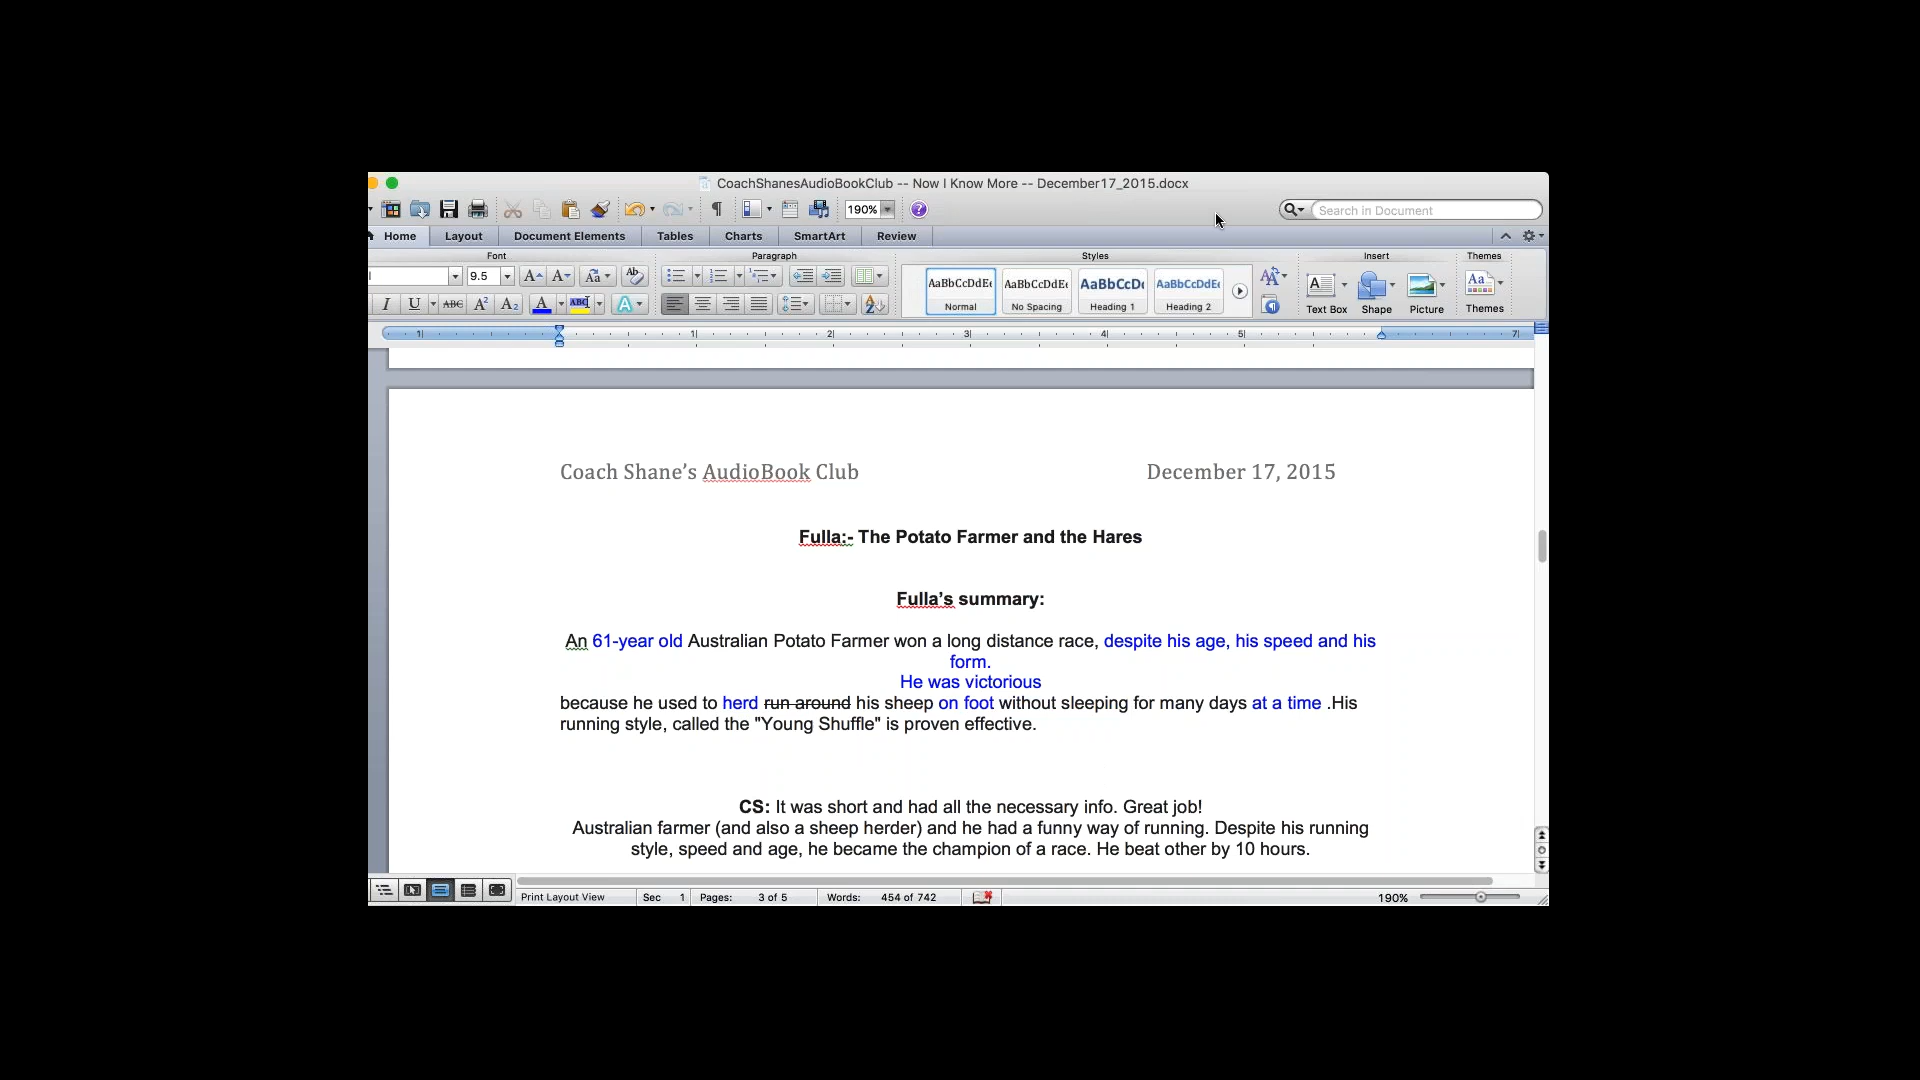 CoachShanesAudioBookClub -- Now I Know More -- December17_2015.docx
190%
Search in Document
Home Layout Document Elements Tables Charts SmartArt Review
Font Paragraph Styles Insert Themes
9.5
AaBbCcDdEe AaBbCcDdEe AaBbCcDc AaBbCcDdEe
Normal No Spacing Heading 1 Heading 2
Text Box Shape Picture Themes
1 1 2 3 4 5 7
Coach Shane's AudioBook Club December 17, 2015
Fulla:- The Potato Farmer and the Hares
Fulla's summary:
An 61-year old Australian Potato Farmer won a long distance race, despite his age, his speed and his
form.
He was victorious
because he used to herd run around his sheep on foot without sleeping for many days at a time .His
running style, called the "Young Shuffle" is proven effective.
CS: It was short and had all the necessary info. Great job!
Australian farmer (and also a sheep herder) and he had a funny way of running. Despite his running
style, speed and age, he became the champion of a race. He beat other by 10 hours.
Print Layout View Sec 1 Pages: 3 of 5 Words: 454 of 742 190%